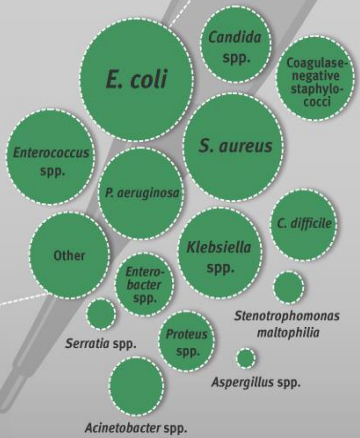 Candida
spp.
E. coli
Coagulase-
negative
staphylo-
cocci
S. aureus
Enterococcus
spp.
P. aeruginosa
C. difficile
Klebsiella
spp.
Other
Entero-
bacter
spp.
Stenotrophomonas
maltophilia
Serratia spp.
Proteus
spp.
Aspergillus spp.
Acinetobacter spp.